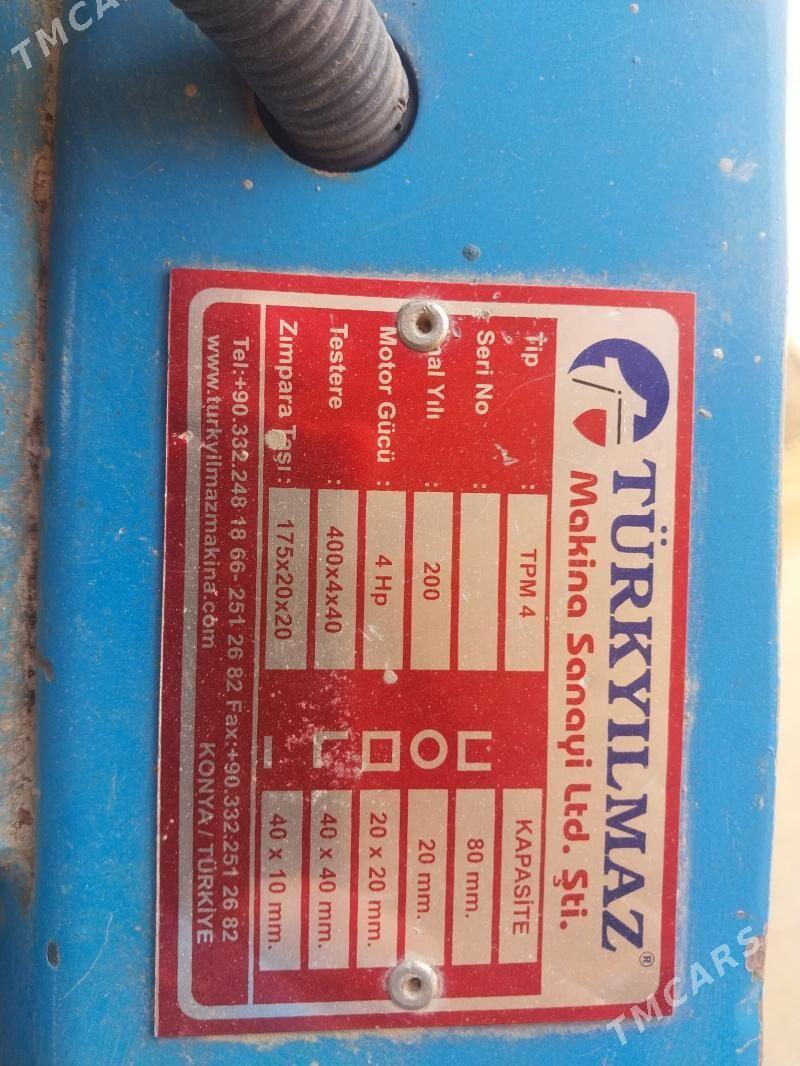 TMCARS
TÜRKYILMAZ®
Makina Sanayi Ltd. Şti.
Tip : TPM 4
KAPASİTE
Seri No :
80 mm.
mal Yılı : 200
20 mm.
Motor Gücü : 4 Hp
20 x 20 mm.
Testere : 400x4x40
40 x 40 mm.
Zımpara Taşı : 175x20x20
40 x 10 mm.
Tel:+90.332.248 18 66- 251 26 82 Fax:+90.332.251 26 82
www.turkyilmazmakina.com KONYA / TÜRKİYE
TMCARS